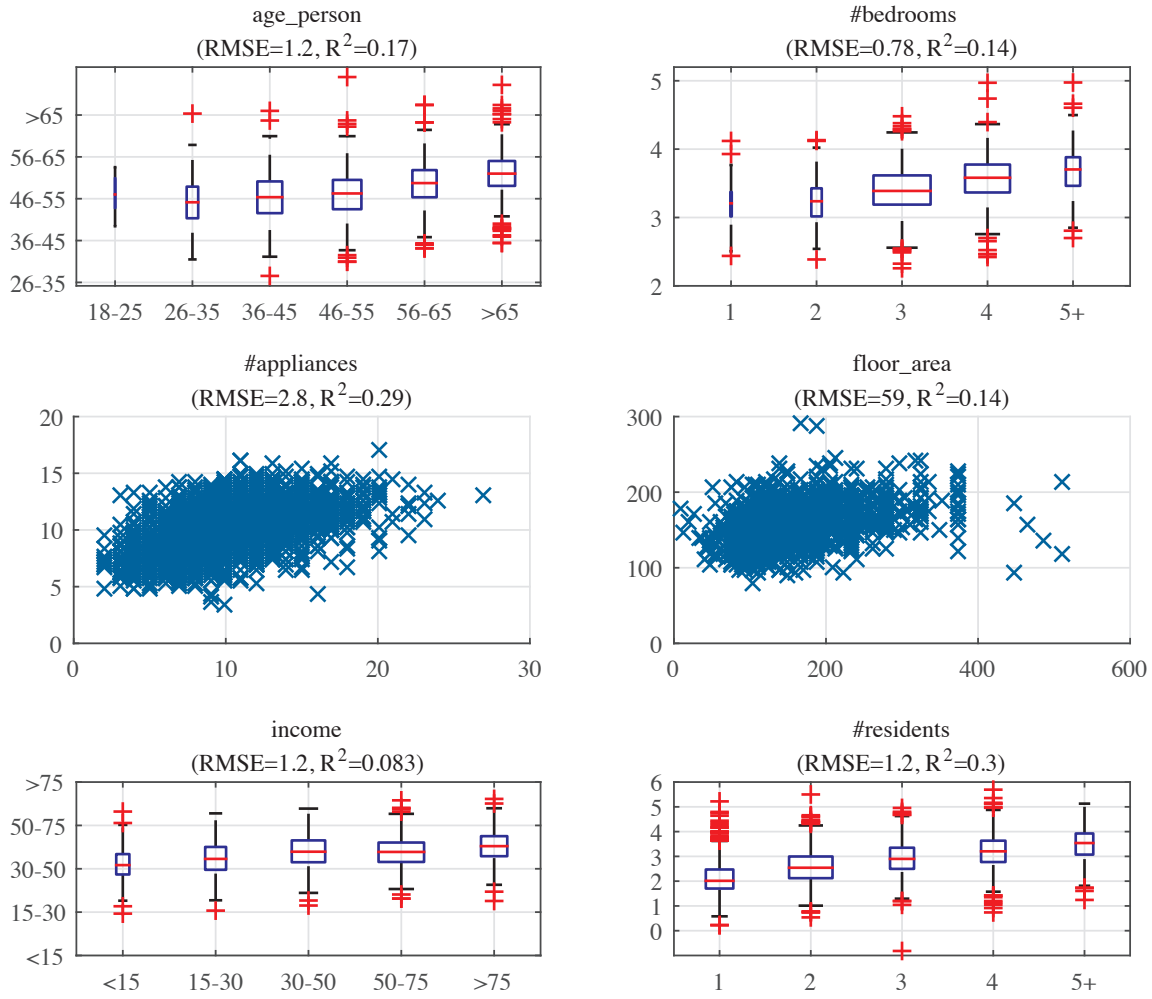 age_person
(RMSE=1.2, R²=0.17)
>65
56-65
46-55
36-45
26-35
18-25 26-35 36-45 46-55 56-65 >65
#bedrooms
(RMSE=0.78, R²=0.14)
5
4
3
2
1 2 3 4 5+
#appliances
(RMSE=2.8, R²=0.29)
20
15
10
5
0
0 10 20 30
floor_area
(RMSE=59, R²=0.14)
300
200
100
0
0 200 400 600
income
(RMSE=1.2, R²=0.083)
>75
50-75
30-50
15-30
<15
<15 15-30 30-50 50-75 >75
#residents
(RMSE=1.2, R²=0.3)
6
5
4
3
2
1
0
1 2 3 4 5+